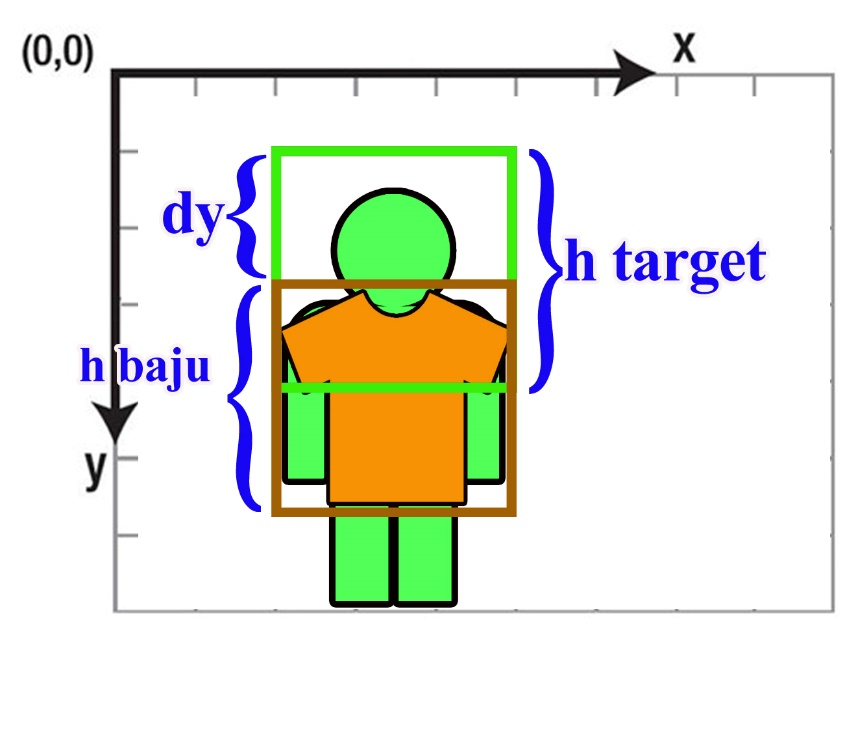 (0,0)
x
dy
h target
h baju
y